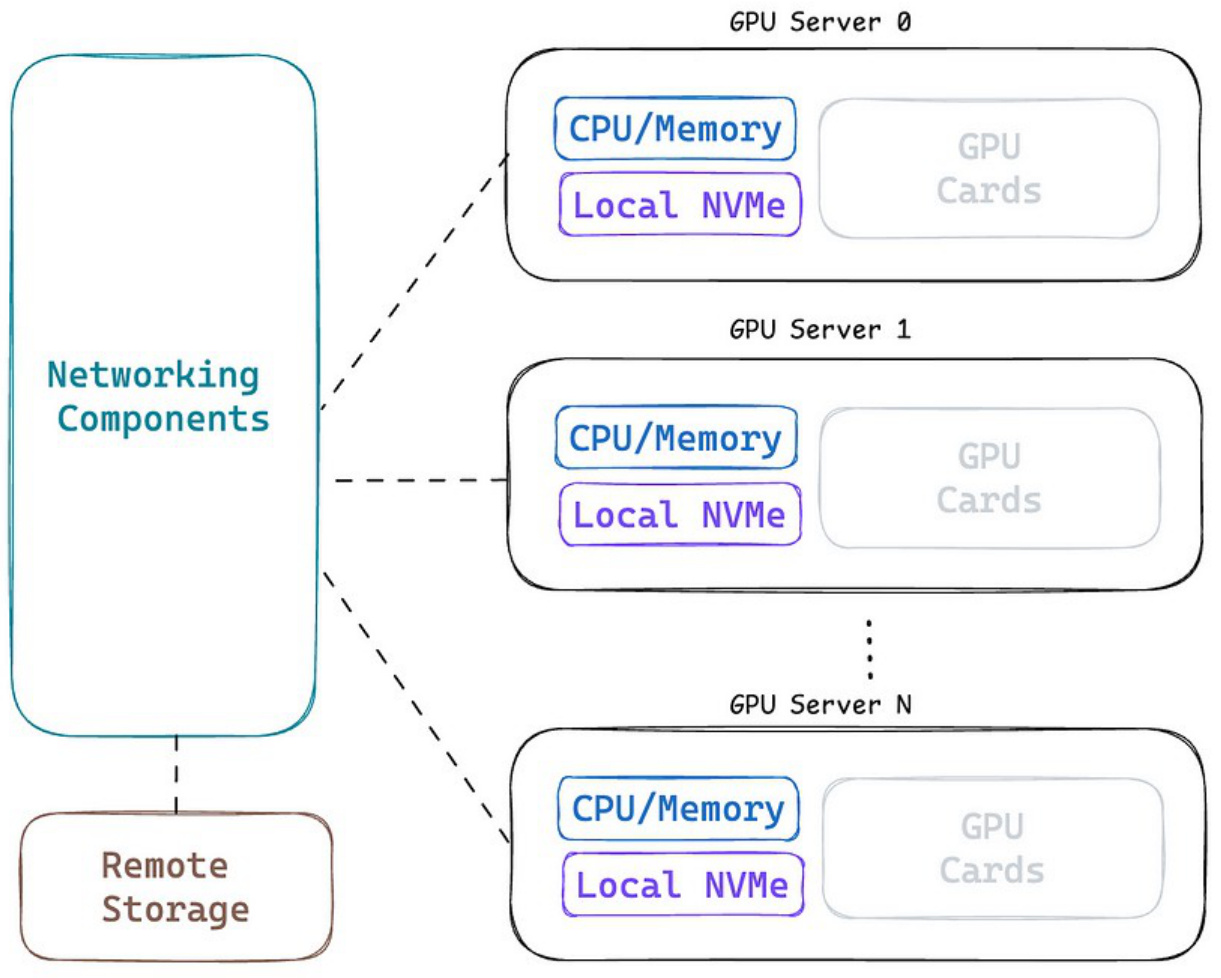 GPU Server 0
CPU/Memory
Local NVMe
GPU
Cards
Networking
Components
GPU Server 1
CPU/Memory
Local NVMe
GPU
Cards
GPU Server N
CPU/Memory
Local NVMe
GPU
Cards
Remote
Storage